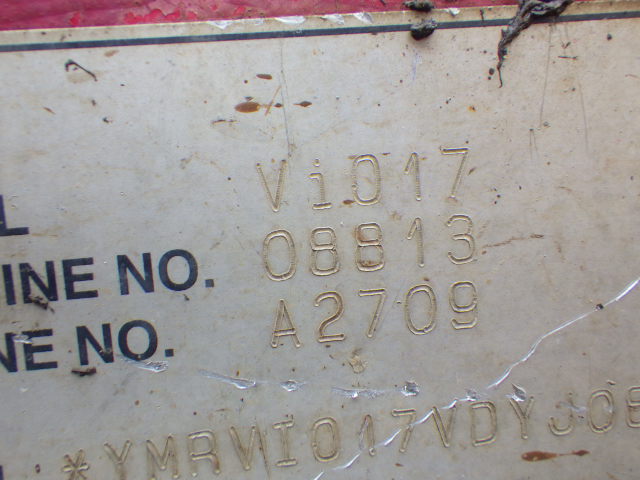 L Vi017
INE NO. 08813
NE NO. A2709
*YMRVI017VDYJ08